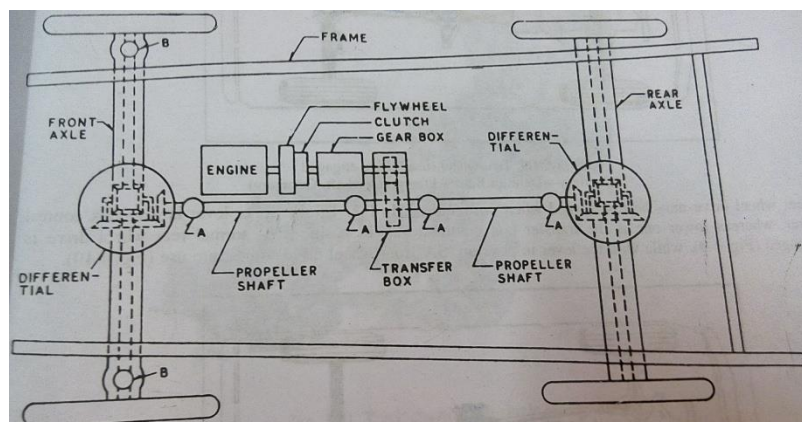 B
FRAME
FRONT-
AXLE
FLYWHEEL
CLUTCH
GEAR BOX
ENGINE
REAR
AXLE
DIFFEREN-
TIAL
A
A
A
A
DIFFEREN-
TIAL
PROPELLER
SHAFT
TRANSFER
BOX
PROPELLER
SHAFT
B